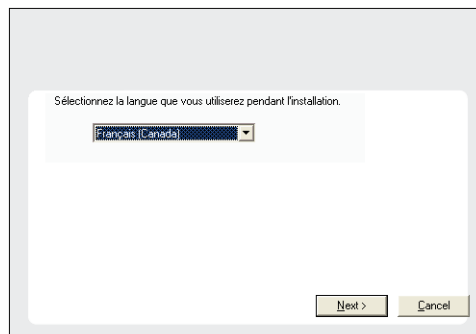 Sélectionnez la langue que vous utiliserez pendant l'installation.
Français (Canada)
Next >
Cancel